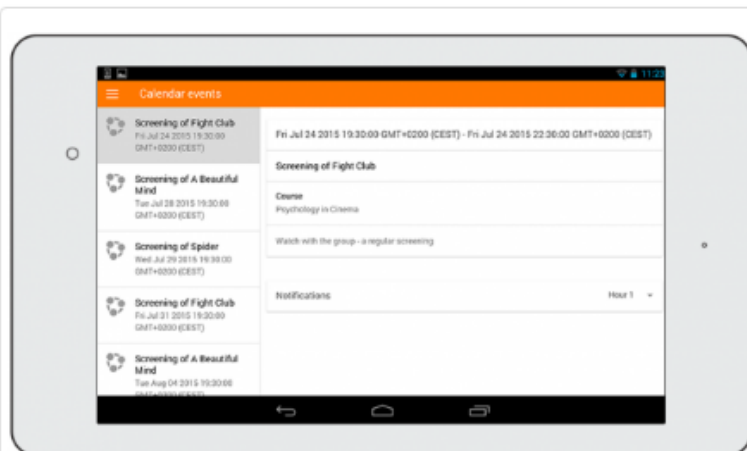 11:23
Calendar events
Screening of Fight Club
Fri Jul 24 2015 19:30:00
GMT+0200 (CEST)
Screening of A Beautiful
Mind
Tue Jul 28 2015 19:30:00
GMT+0200 (CEST)
Screening of Spider
Wed Jul 29 2015 19:30:00
GMT+0200 (CEST)
Screening of Fight Club
Fri Jul 31 2015 19:30:00
GMT+0200 (CEST)
Screening of A Beautiful
Mind
Tue Aug 04 2015 19:30:00
GMT+0200 (CEST)
Fri Jul 24 2015 19:30:00 GMT+0200 (CEST) - Fri Jul 24 2015 22:30:00 GMT+0200 (CEST)
Screening of Fight Club
Course
Psychology in Cinema
Watch with the group - a regular screening
Notifications
Hour 1